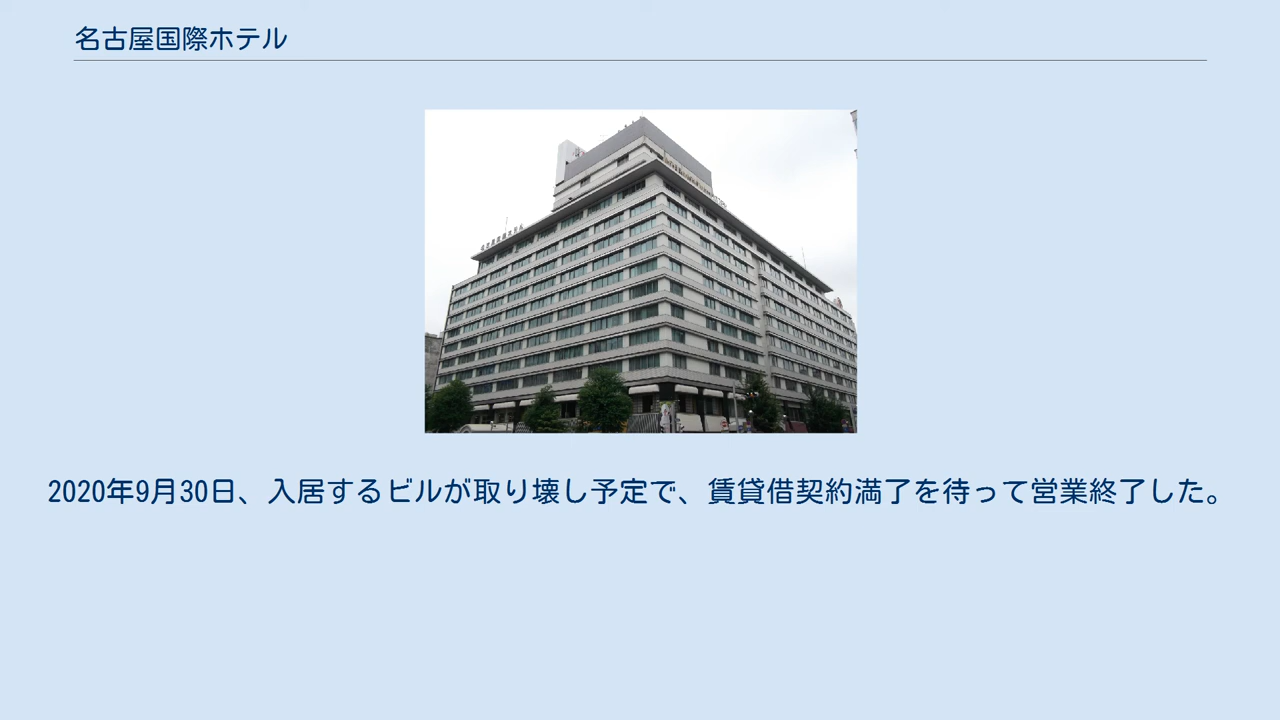 名古屋国際ホテル
2020年9月30日、入居するビルが取り壊し予定で、賃貸借契約満了を待って営業終了した。